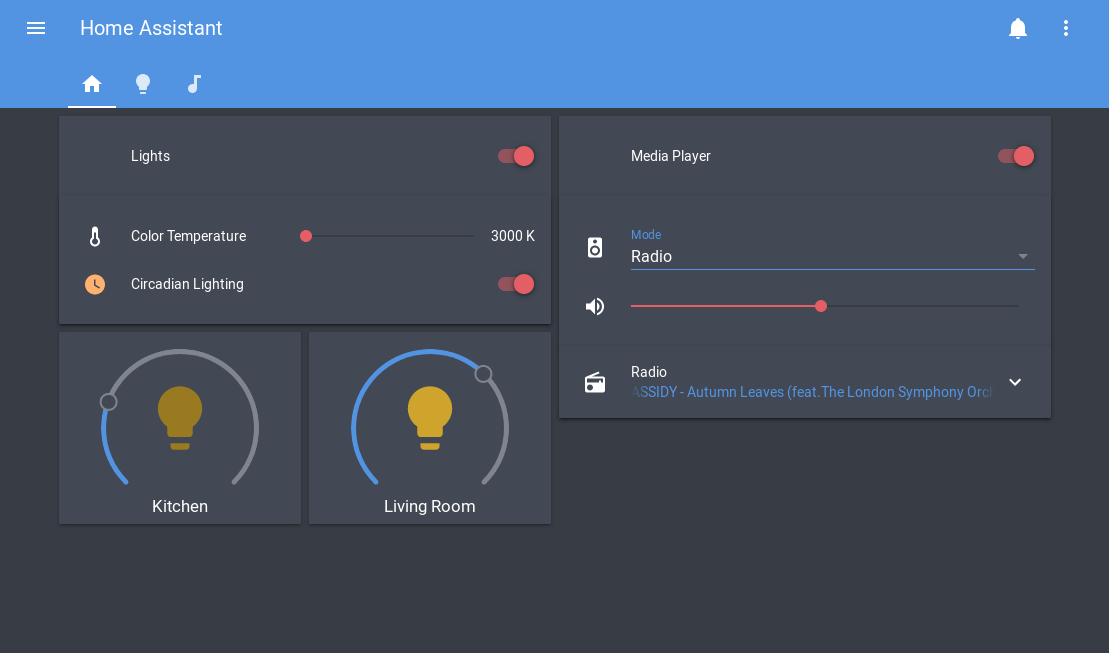 Home Assistant
Lights
Color Temperature
3000 K
Circadian Lighting
Kitchen
Living Room
Media Player
Mode
Radio
Radio
ASSIDY - Autumn Leaves (feat.The London Symphony Orch